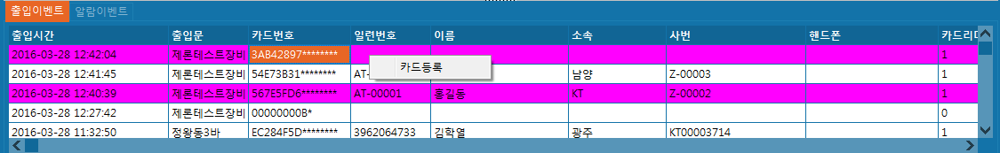 출입이벤트 알람이벤트
출입시간 출입문 카드번호 일련번호 이름 소속 사번 핸드폰 카드리더
2016-03-28 12:42:04 제론테스트장비 3AB42897******** 1
카드등록
2016-03-28 12:41:45 제론테스트장비 54E73B31******** AT- 남양 Z-00003 1
2016-03-28 12:40:39 제론테스트장비 567E5FD6******** AT-00001 홍길동 KT Z-00002 1
2016-03-28 12:27:42 제론테스트장비 00000000B* 0
2016-03-28 11:32:50 정왕동3바 EC284F5D******** 3962064733 김학열 광주 KT00003714 1